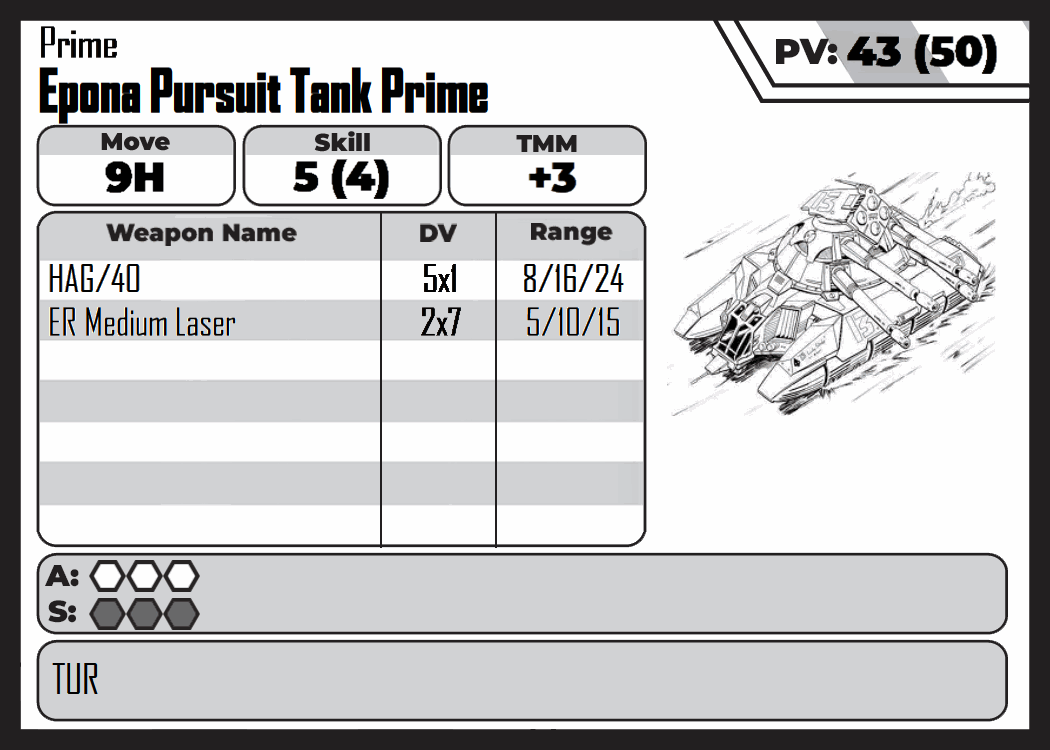 Prime
Epona Pursuit Tank Prime
PV: 43 (50)
Move Skill TMM
9H 5 (4) +3
Weapon Name DV Range
HAG/40 5x1 8/16/24
ER Medium Laser 2x7 5/10/15
A:
S:
TUR